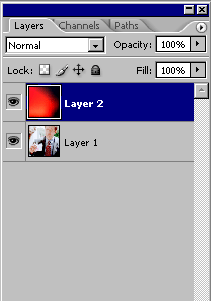 Layers Channels Paths
Normal Opacity: 100%
Lock: Fill: 100%
Layer 2
Layer 1